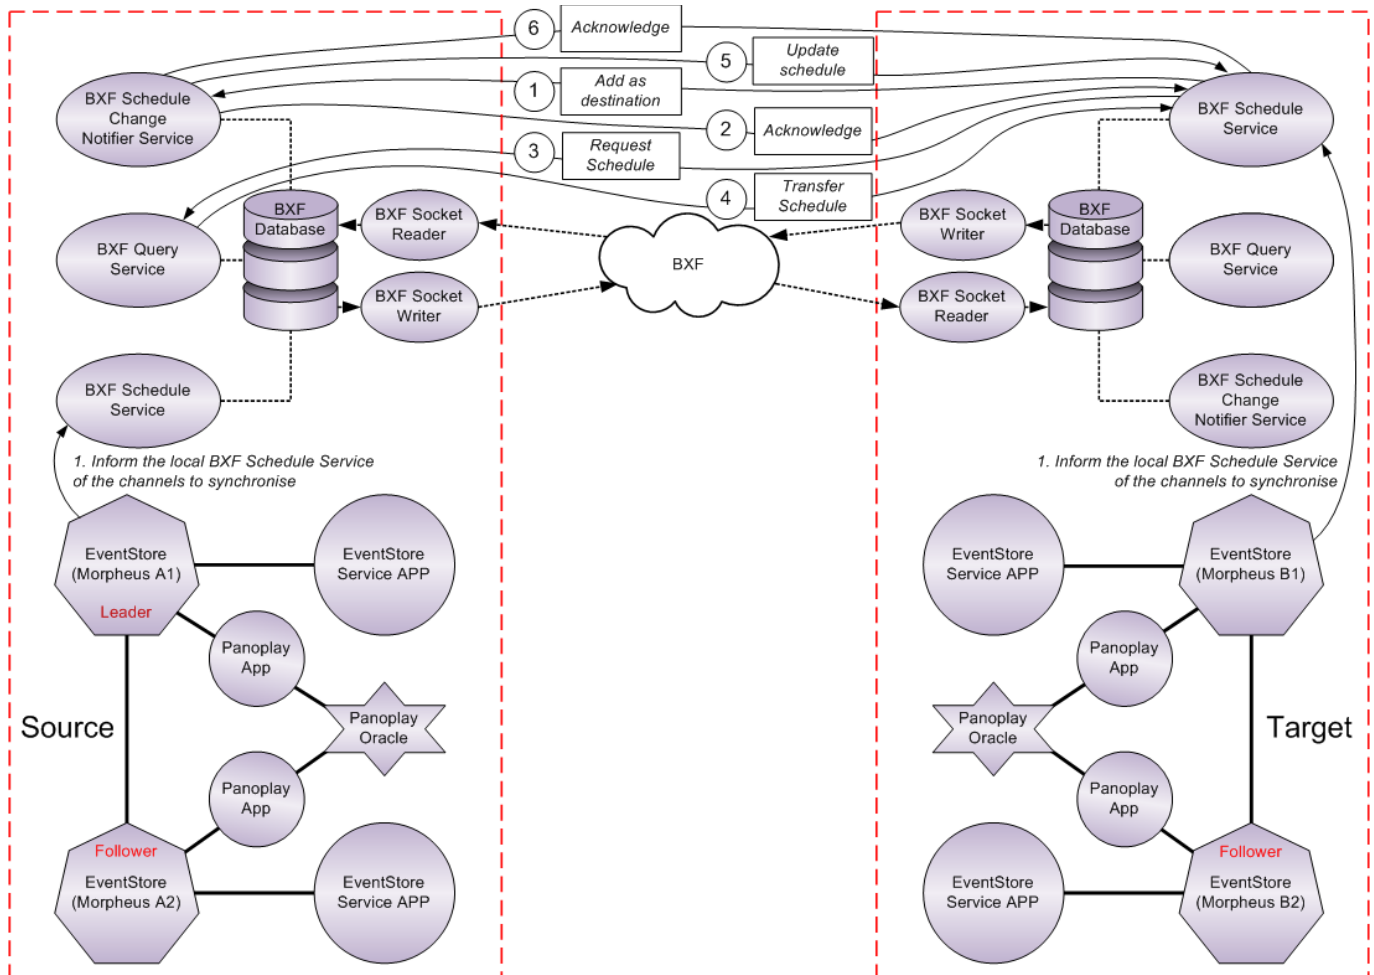 6
Acknowledge
5
Update
schedule
1
Add as
destination
2
Acknowledge
3
Request
Schedule
4
Transfer
Schedule
BXF Schedule
Change
Notifier Service
BXF Schedule
Service
BXF
Database
BXF Socket
Reader
BXF Query
Service
BXF Socket
Writer
BXF
BXF Socket
Writer
BXF
Database
BXF Query
Service
BXF Socket
Reader
BXF Schedule
Service
BXF Schedule
Change
Notifier Service
1. Inform the local BXF Schedule Service
of the channels to synchronise
1. Inform the local BXF Schedule Service
of the channels to synchronise
EventStore
(Morpheus A1)
Leader
EventStore
Service APP
EventStore
Service APP
EventStore
(Morpheus B1)
Panoplay
App
Panoplay
App
Source
Panoplay
Oracle
Panoplay
Oracle
Target
Panoplay
App
Panoplay
App
Follower
EventStore
(Morpheus A2)
EventStore
Service APP
EventStore
Service APP
Follower
EventStore
(Morpheus B2)